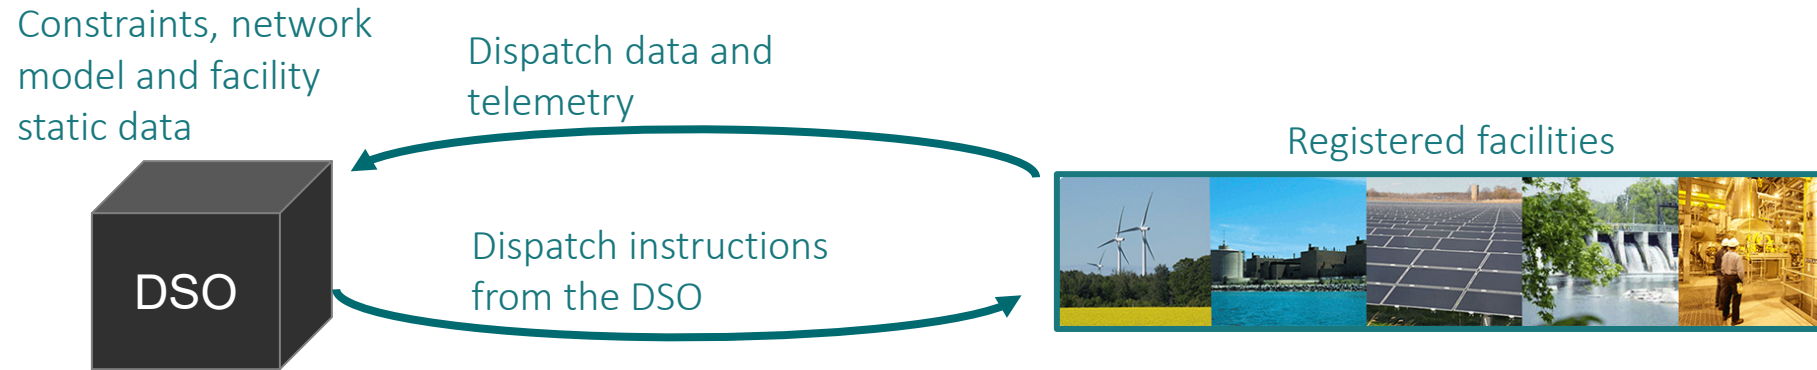 Constraints, network
model and facility
static data
Dispatch data and
telemetry
Registered facilities
DSO
Dispatch instructions
from the DSO